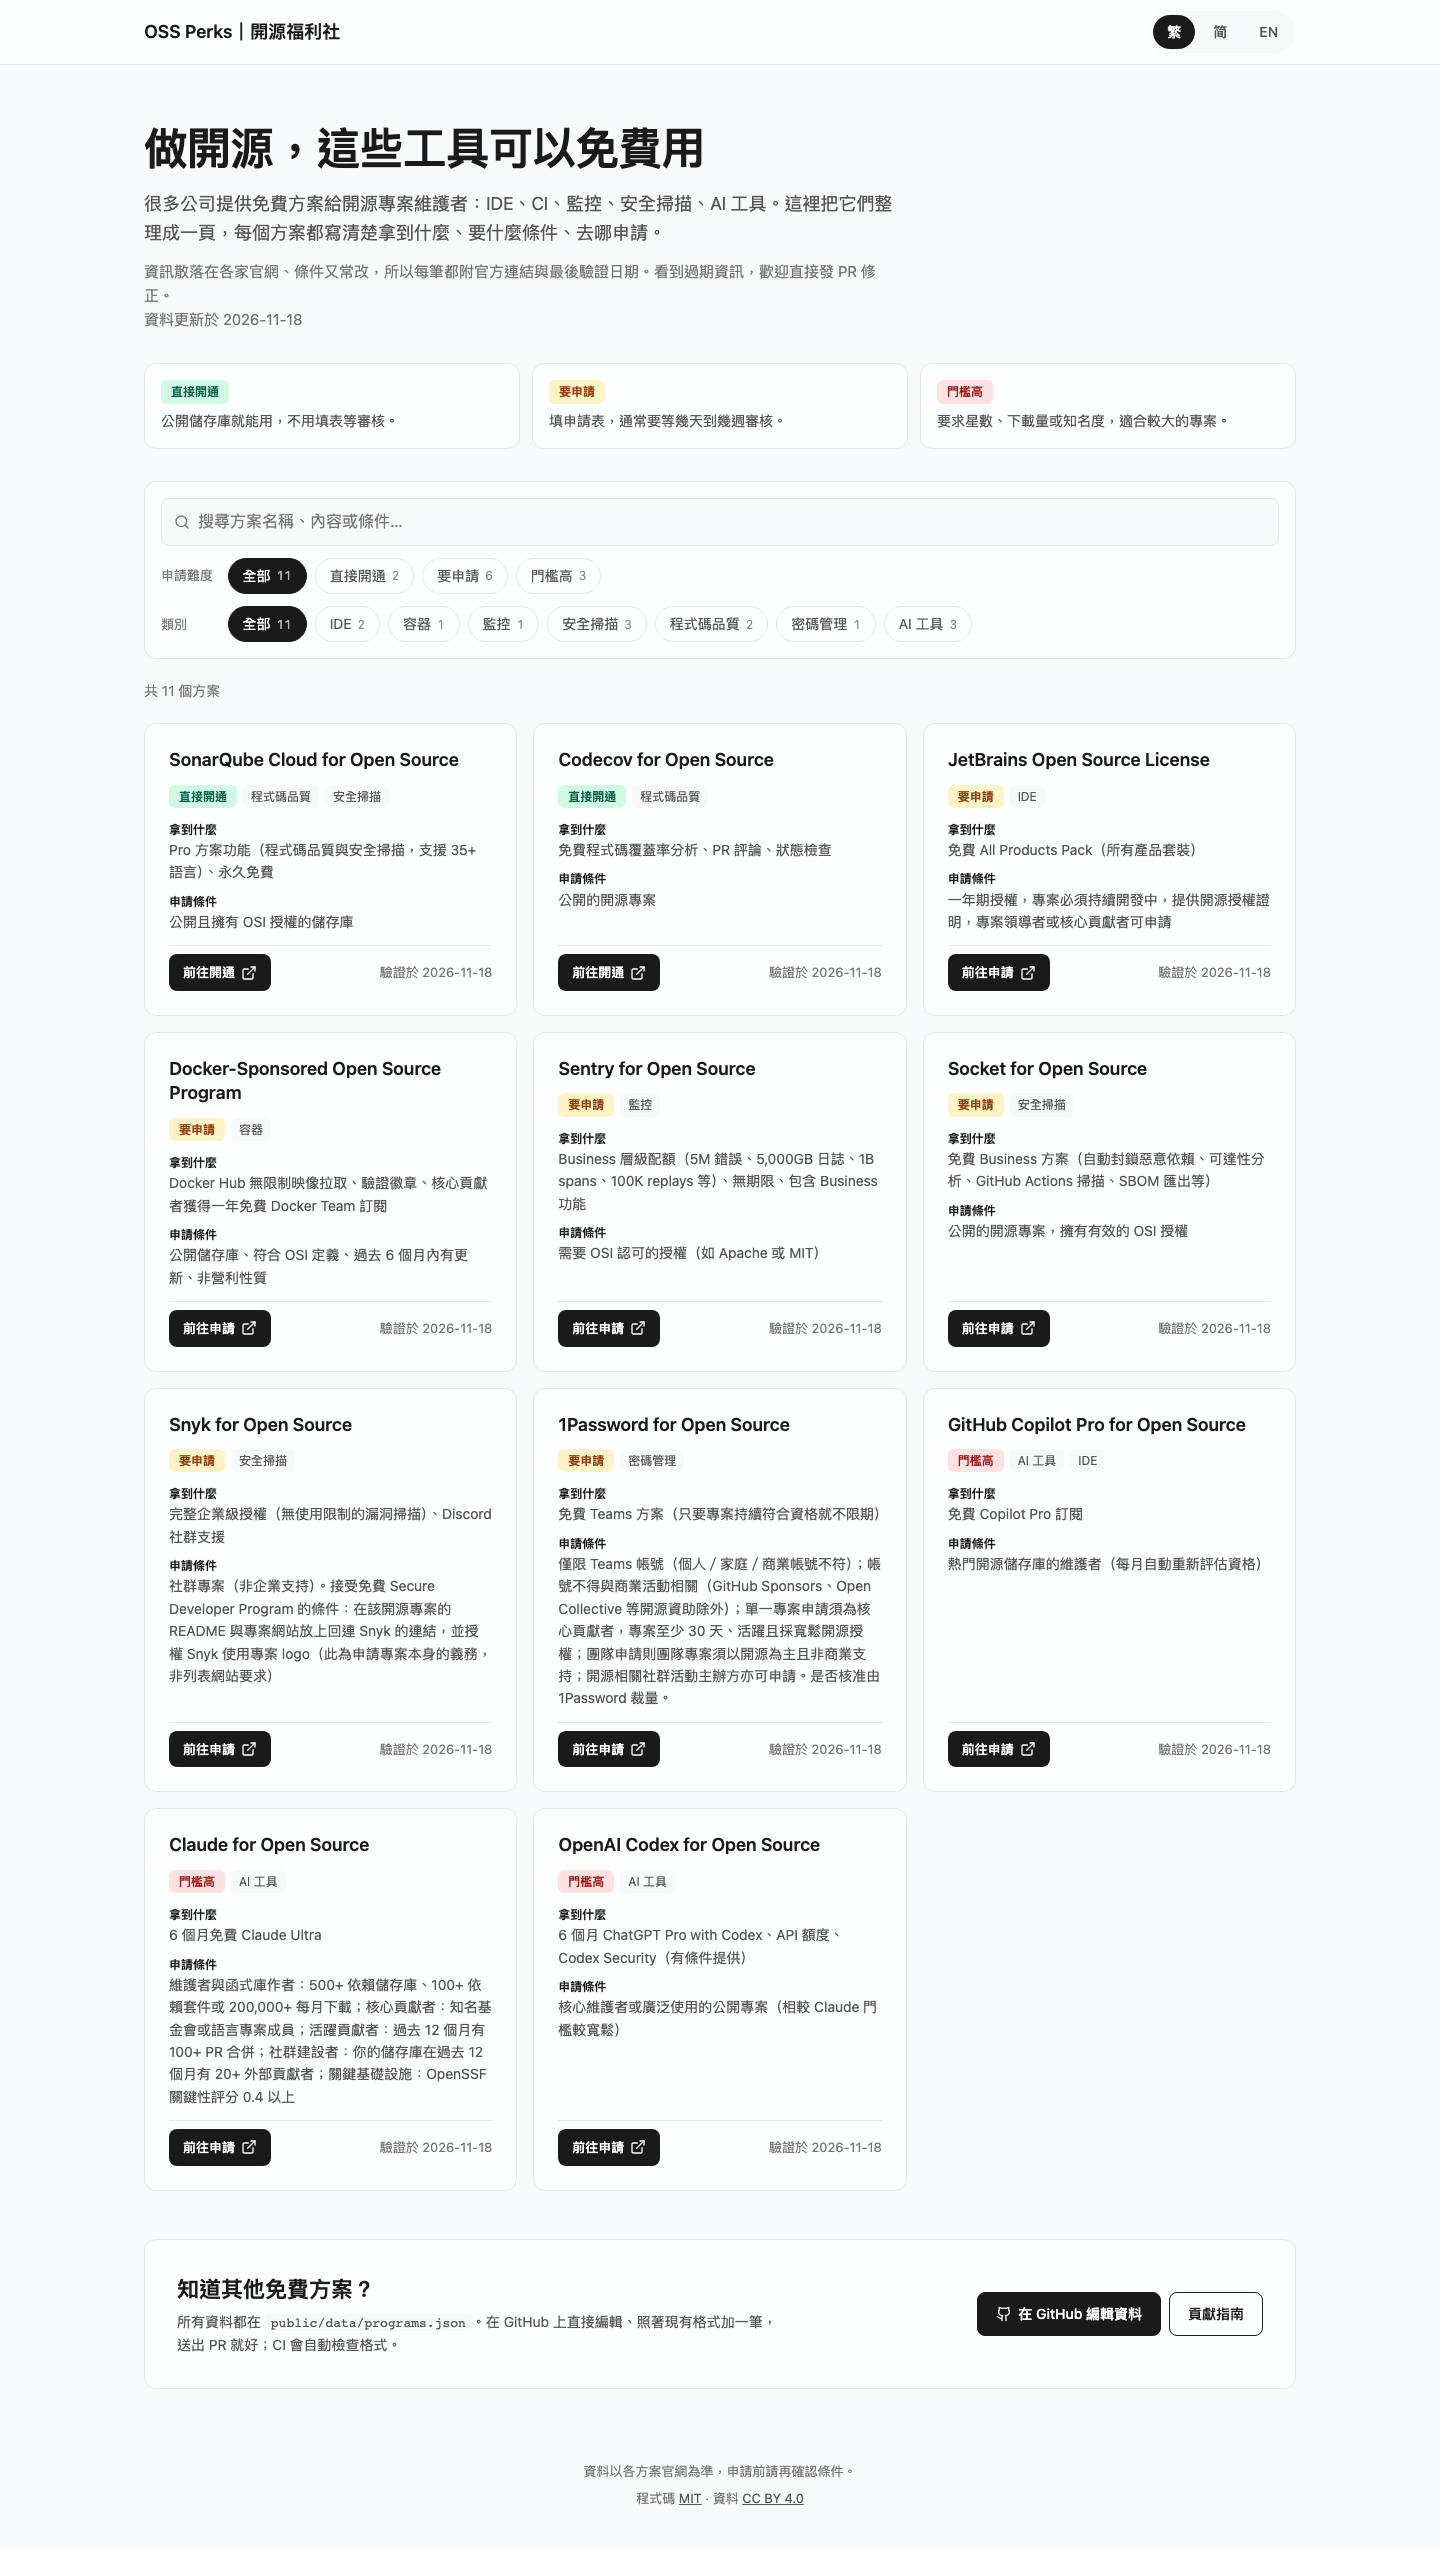 OSS Perks｜開源福利社
繁 简 EN
做開源，這些工具可以免費用
很多公司提供免費方案給開源專案維護者：IDE、CI、監控、安全掃描、AI 工具。這裡把它們整
理成一頁，每個方案都寫清楚拿到什麼、要什麼條件、去哪申請。
資訊散落在各家官網、條件又常改，所以每筆都附官方連結與最後驗證日期。看到過期資訊，歡迎直接發 PR 修
正。
資料更新於 2026-11-18
直接開通
公開儲存庫就能用，不用填表等審核。
要申請
填申請表，通常要等幾天到幾週審核。
門檻高
要求星數、下載量或知名度，適合較大的專案。
搜尋方案名稱、內容或條件...
申請難度 全部 11 直接開通 2 要申請 6 門檻高 3
類別 全部 11 IDE 2 容器 1 監控 1 安全掃描 3 程式碼品質 2 密碼管理 1 AI 工具 3
共 11 個方案
SonarQube Cloud for Open Source
直接開通 程式碼品質 安全掃描
拿到什麼
Pro 方案功能（程式碼品質與安全掃描，支援 35+
語言）、永久免費
申請條件
公開且擁有 OSI 授權的儲存庫
前往開通 驗證於 2026-11-18
Codecov for Open Source
直接開通 程式碼品質
拿到什麼
免費程式碼覆蓋率分析、PR 評論、狀態檢查
申請條件
公開的開源專案
前往開通 驗證於 2026-11-18
JetBrains Open Source License
要申請 IDE
拿到什麼
免費 All Products Pack（所有產品套裝）
申請條件
一年期授權，專案必須持續開發中，提供開源授權證
明，專案領導者或核心貢獻者可申請
前往申請 驗證於 2026-11-18
Docker-Sponsored Open Source
Program
要申請 容器
拿到什麼
Docker Hub 無限制映像拉取、驗證徽章、核心貢獻
者獲得一年免費 Docker Team 訂閱
申請條件
公開儲存庫、符合 OSI 定義、過去 6 個月內有更
新、非營利性質
前往申請 驗證於 2026-11-18
Sentry for Open Source
要申請 監控
拿到什麼
Business 層級配額（5M 錯誤、5,000GB 日誌、1B
spans、100K replays 等）、無期限、包含 Business
功能
申請條件
需要 OSI 認可的授權（如 Apache 或 MIT）
前往申請 驗證於 2026-11-18
Socket for Open Source
要申請 安全掃描
拿到什麼
免費 Business 方案（自動封鎖惡意依賴、可達性分
析、GitHub Actions 掃描、SBOM 匯出等）
申請條件
公開的開源專案，擁有有效的 OSI 授權
前往申請 驗證於 2026-11-18
Snyk for Open Source
要申請 安全掃描
拿到什麼
完整企業級授權（無使用限制的漏洞掃描）、Discord
社群支援
申請條件
社群專案（非企業支持）。接受免費 Secure
Developer Program 的條件：在該開源專案的
README 與專案網站放上回連 Snyk 的連結，並授
權 Snyk 使用專案 logo（此為申請專案本身的義務，
非列表網站要求）
前往申請 驗證於 2026-11-18
1Password for Open Source
要申請 密碼管理
拿到什麼
免費 Teams 方案（只要專案持續符合資格就不限期）
申請條件
僅限 Teams 帳號（個人 / 家庭 / 商業帳號不符）；帳
號不得與商業活動相關（GitHub Sponsors、Open
Collective 等開源資助除外）；單一專案申請須為核
心貢獻者，專案至少 30 天、活躍且採寬鬆開源授
權；團隊申請則團隊專案須以開源為主且非商業支
持；開源相關社群活動主辦方亦可申請。是否核准由
1Password 裁量。
前往申請 驗證於 2026-11-18
GitHub Copilot Pro for Open Source
門檻高 AI 工具 IDE
拿到什麼
免費 Copilot Pro 訂閱
申請條件
熱門開源儲存庫的維護者（每月自動重新評估資格）
前往申請 驗證於 2026-11-18
Claude for Open Source
門檻高 AI 工具
拿到什麼
6 個月免費 Claude Ultra
申請條件
維護者與函式庫作者：500+ 依賴儲存庫、100+ 依
賴套件或 200,000+ 每月下載；核心貢獻者：知名基
金會或語言專案成員；活躍貢獻者：過去 12 個月有
100+ PR 合併；社群建設者：你的儲存庫在過去 12
個月有 20+ 外部貢獻者；關鍵基礎設施：OpenSSF
關鍵性評分 0.4 以上
前往申請 驗證於 2026-11-18
OpenAI Codex for Open Source
門檻高 AI 工具
拿到什麼
6 個月 ChatGPT Pro with Codex、API 額度、
Codex Security（有條件提供）
申請條件
核心維護者或廣泛使用的公開專案（相較 Claude 門
檻較寬鬆）
前往申請 驗證於 2026-11-18
知道其他免費方案？
所有資料都在 public/data/programs.json 。在 GitHub 上直接編輯、照著現有格式加一筆，
送出 PR 就好；CI 會自動檢查格式。
在 GitHub 編輯資料 貢獻指南
資料以各方案官網為準，申請前請再確認條件。
程式碼 MIT · 資料 CC BY 4.0